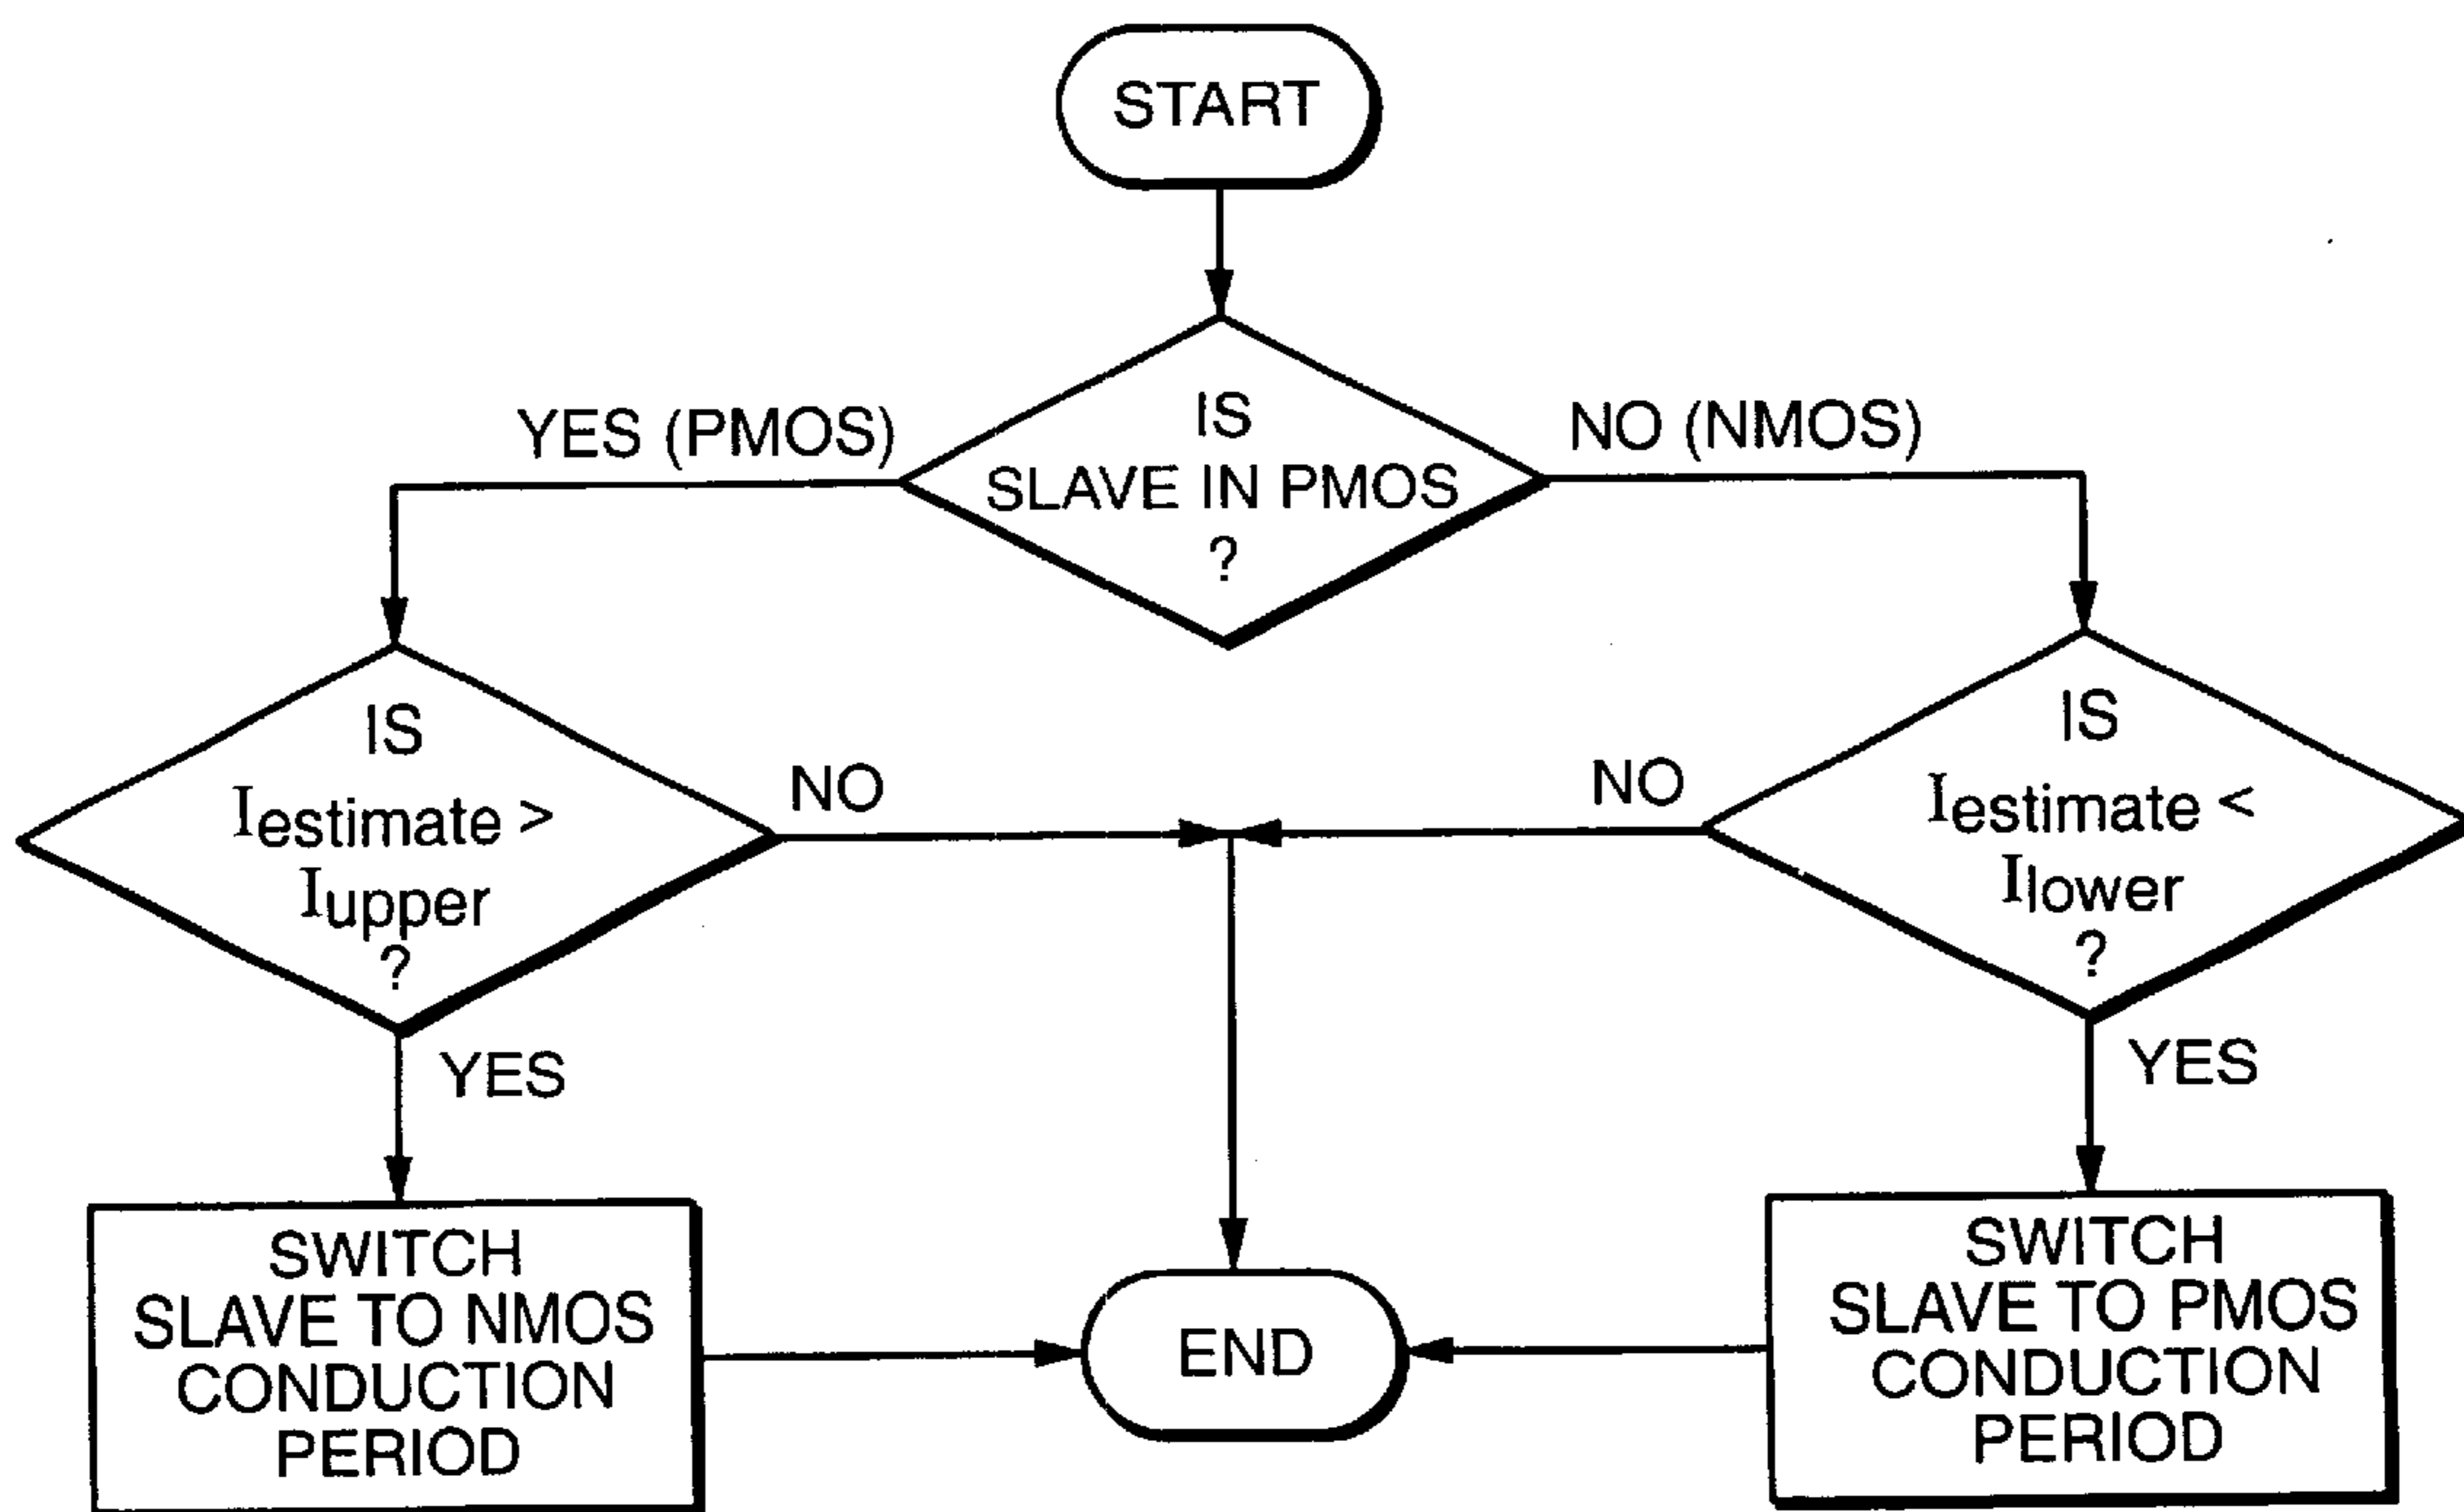 START
IS
SLAVE IN PMOS
?
YES (PMOS)
NO (NMOS)
IS
Iestimate >
Iupper
?
NO
YES
NO
IS
Iestimate <
Ilower
?
YES
SWITCH
SLAVE TO NMOS
CONDUCTION
PERIOD
END
SWITCH
SLAVE TO PMOS
CONDUCTION
PERIOD